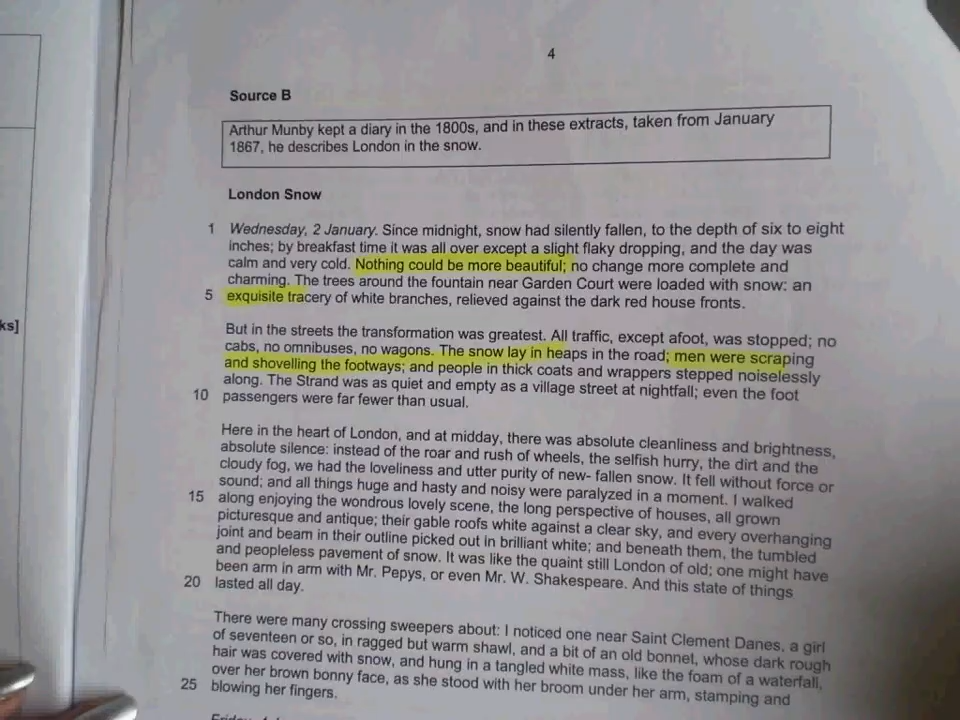 4
Source B
Arthur Munby kept a diary in the 1800s, and in these extracts, taken from January
1867, he describes London in the snow.
London Snow
1 Wednesday, 2 January. Since midnight, snow had silently fallen, to the depth of six to eight
inches; by breakfast time it was all over except a slight flaky dropping, and the day was
calm and very cold. Nothing could be more beautiful; no change more complete and
charming. The trees around the fountain near Garden Court were loaded with snow: an
5 exquisite tracery of white branches, relieved against the dark red house fronts.
But in the streets the transformation was greatest. All traffic, except afoot, was stopped; no
cabs, no omnibuses, no wagons. The snow lay in heaps in the road; men were scraping
and shovelling the footways; and people in thick coats and wrappers stepped noiselessly
along. The Strand was as quiet and empty as a village street at nightfall; even the foot
10 passengers were far fewer than usual.
Here in the heart of London, and at midday, there was absolute cleanliness and brightness,
absolute silence: instead of the roar and rush of wheels, the selfish hurry, the dirt and the
cloudy fog, we had the loveliness and utter purity of new- fallen snow. It fell without force or
sound; and all things huge and hasty and noisy were paralyzed in a moment. I walked
15 along enjoying the wondrous lovely scene, the long perspective of houses, all grown
picturesque and antique; their gable roofs white against a clear sky, and every overhanging
joint and beam in their outline picked out in brilliant white; and beneath them, the tumbled
and peopleless pavement of snow. It was like the quaint still London of old; one might have
been arm in arm with Mr. Pepys, or even Mr. W. Shakespeare. And this state of things
20 lasted all day.
There were many crossing sweepers about: I noticed one near Saint Clement Danes, a girl
of seventeen or so, in ragged but warm shawl, and a bit of an old bonnet, whose dark rough
hair was covered with snow, and hung in a tangled white mass, like the foam of a waterfall,
over her brown bonny face, as she stood with her broom under her arm, stamping and
25 blowing her fingers.
ks]